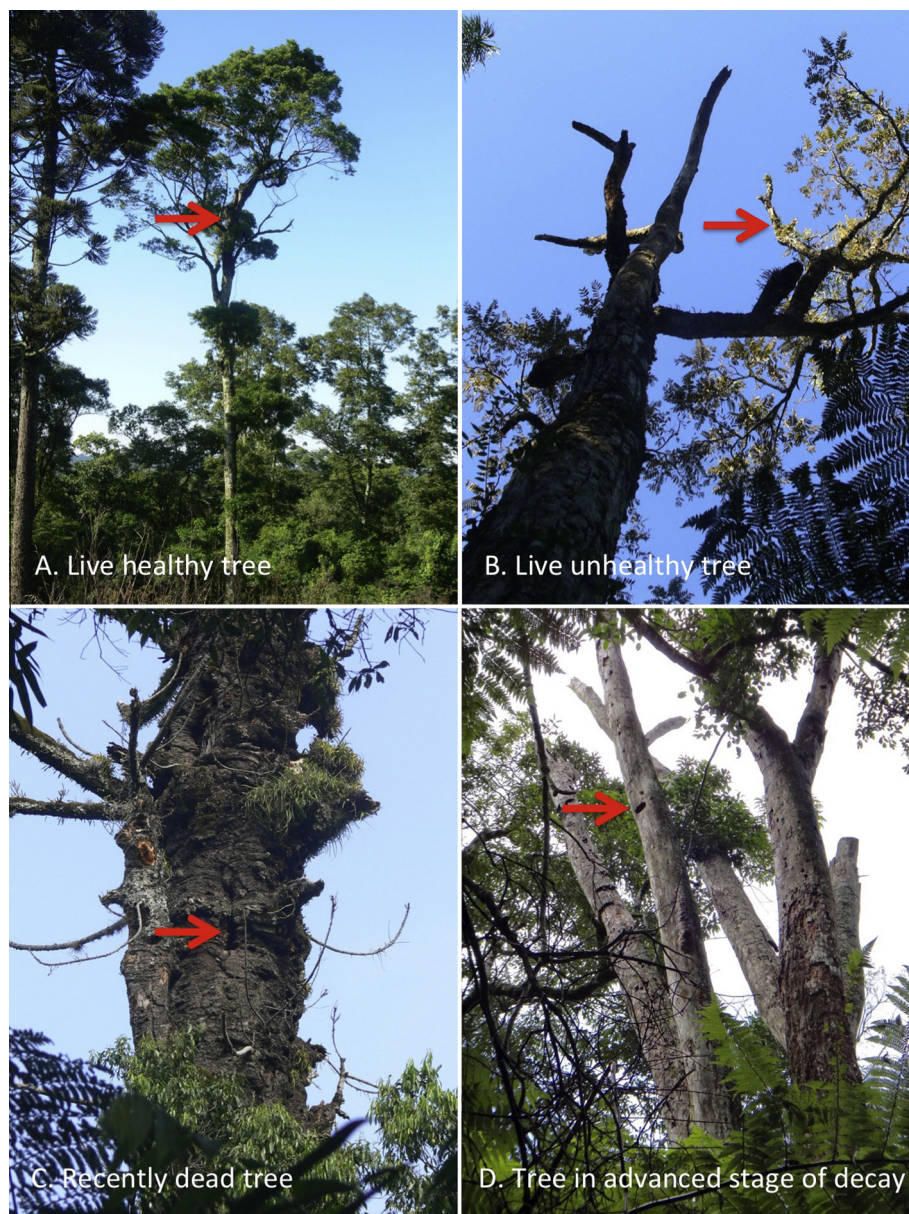 A. Live healthy tree
B. Live unhealthy tree
C. Recently dead tree
D. Tree in advanced stage of decay